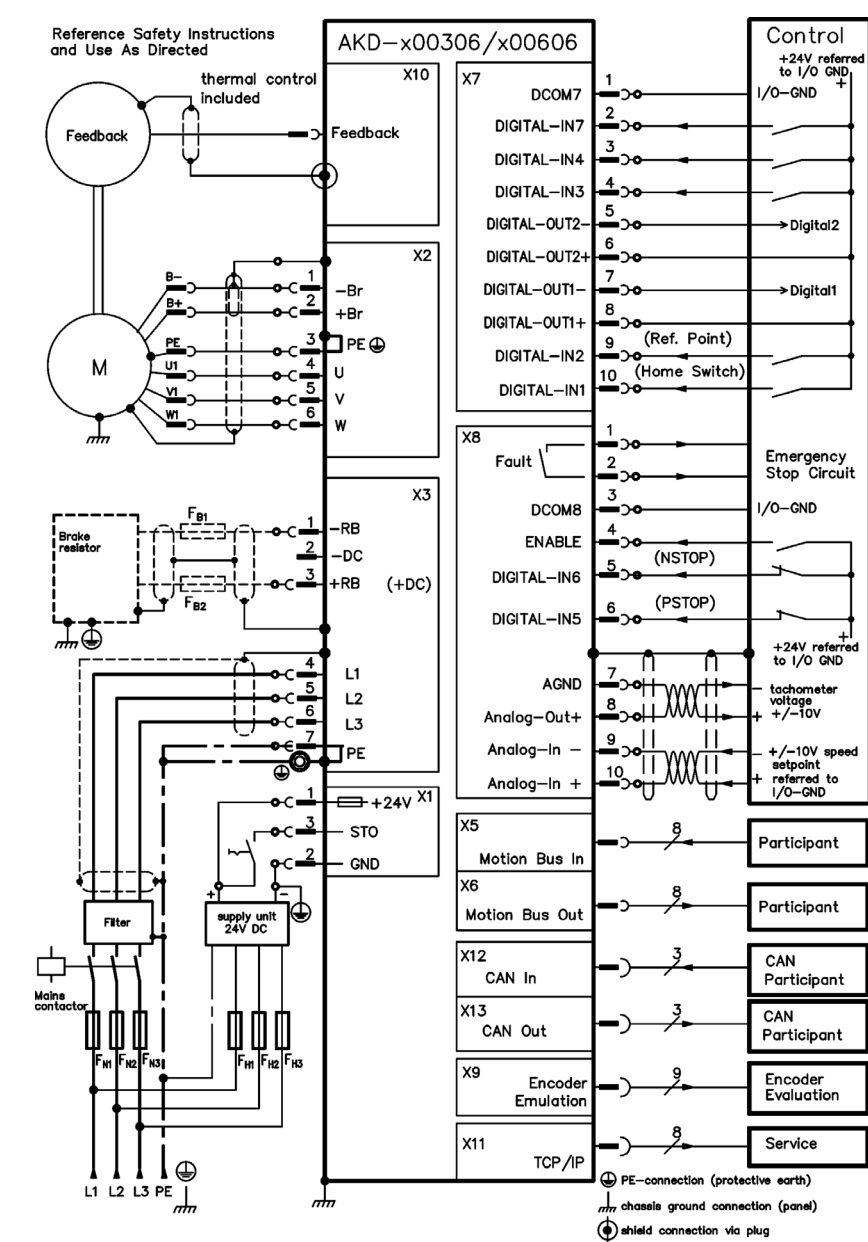 Reference Safety Instructions
and Use As Directed
AKD-x00306/x00606
Control
+24V referred
to I/O GND
+
thermal control
included
Feedback
X10
Feedback
X7
DCOM7
1
I/O-GND
DIGITAL-IN7
2
DIGITAL-IN4
3
DIGITAL-IN3
4
DIGITAL-OUT2-
5
Digital2
DIGITAL-OUT2+
6
DIGITAL-OUT1-
7
Digital1
DIGITAL-OUT1+
8
DIGITAL-IN2
9
(Ref. Point)
DIGITAL-IN1
10
(Home Switch)
X2
B-
1
-Br
B+
2
+Br
PE
3
PE
U1
4
U
V1
5
V
W1
6
W
M
X8
Fault
1
2
Emergency
Stop Circuit
DCOM8
3
I/O-GND
ENABLE
4
DIGITAL-IN6
5
(NSTOP)
DIGITAL-IN5
6
(PSTOP)
+
+24V referred
to I/O GND
AGND
7
Analog-Out+
8
- tachometer
voltage
+ +/-10V
Analog-In -
9
Analog-In +
10
- +/-10V speed
setpoint
+ referred to
I/O-GND
X3
Brake
resistor
FB1
FB2
1
-RB
2
-DC
3
+RB
(+DC)
4
L1
5
L2
6
L3
7
PE
X1
1
+24V
3
STO
2
GND
+
-
Filter
supply unit
24V DC
Mains
contactor
FN1
FN2
FN3
FH1
FH2
FH3
L1
L2
L3
PE
X5
Motion Bus In
8
Participant
X6
Motion Bus Out
8
Participant
X12
CAN In
3
CAN
Participant
X13
CAN Out
3
CAN
Participant
X9
Encoder
Emulation
9
Encoder
Evaluation
X11
TCP/IP
8
Service
PE-connection (protective earth)
chassis ground connection (panel)
shield connection via plug